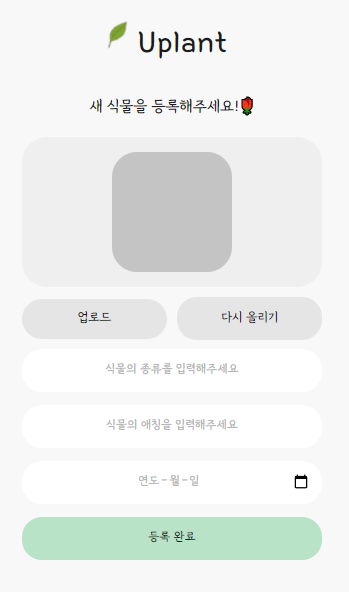 Uplant
새 식물을 등록해주세요!🌹
업로드
다시 올리기
식물의 종류를 입력해주세요
식물의 애칭을 입력해주세요
연도-월-일
등록 완료